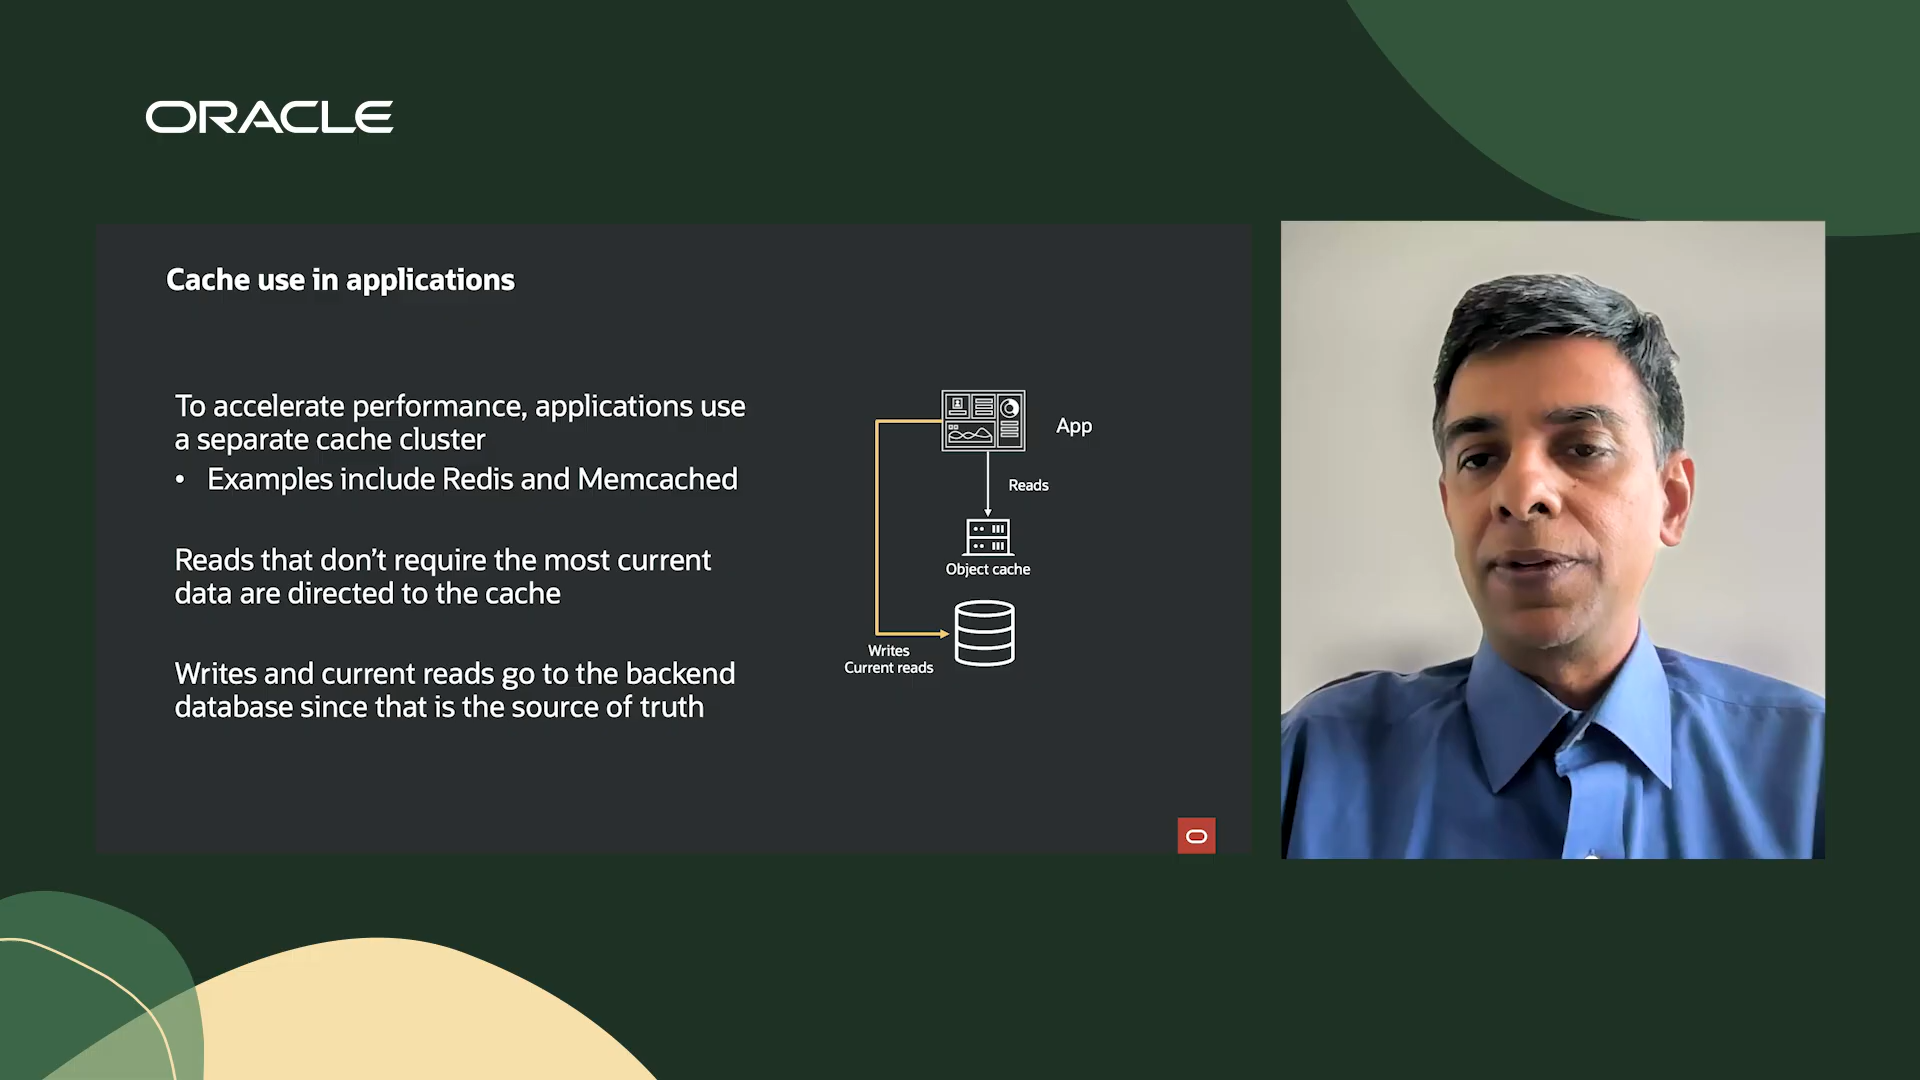 ORACLE
Cache use in applications
To accelerate performance, applications use
a separate cache cluster
• Examples include Redis and Memcached
Reads that don’t require the most current
data are directed to the cache
Writes and current reads go to the backend
database since that is the source of truth
App
Reads
Object cache
Writes
Current reads